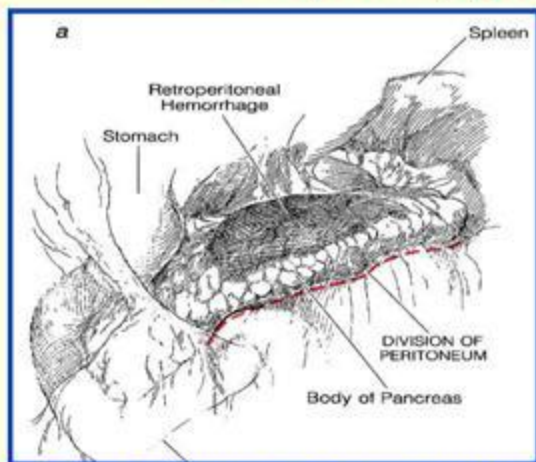 a
Spleen
Retroperitoneal
Hemorrhage
Stomach
DIVISION OF
PERITONEUM
Body of Pancreas